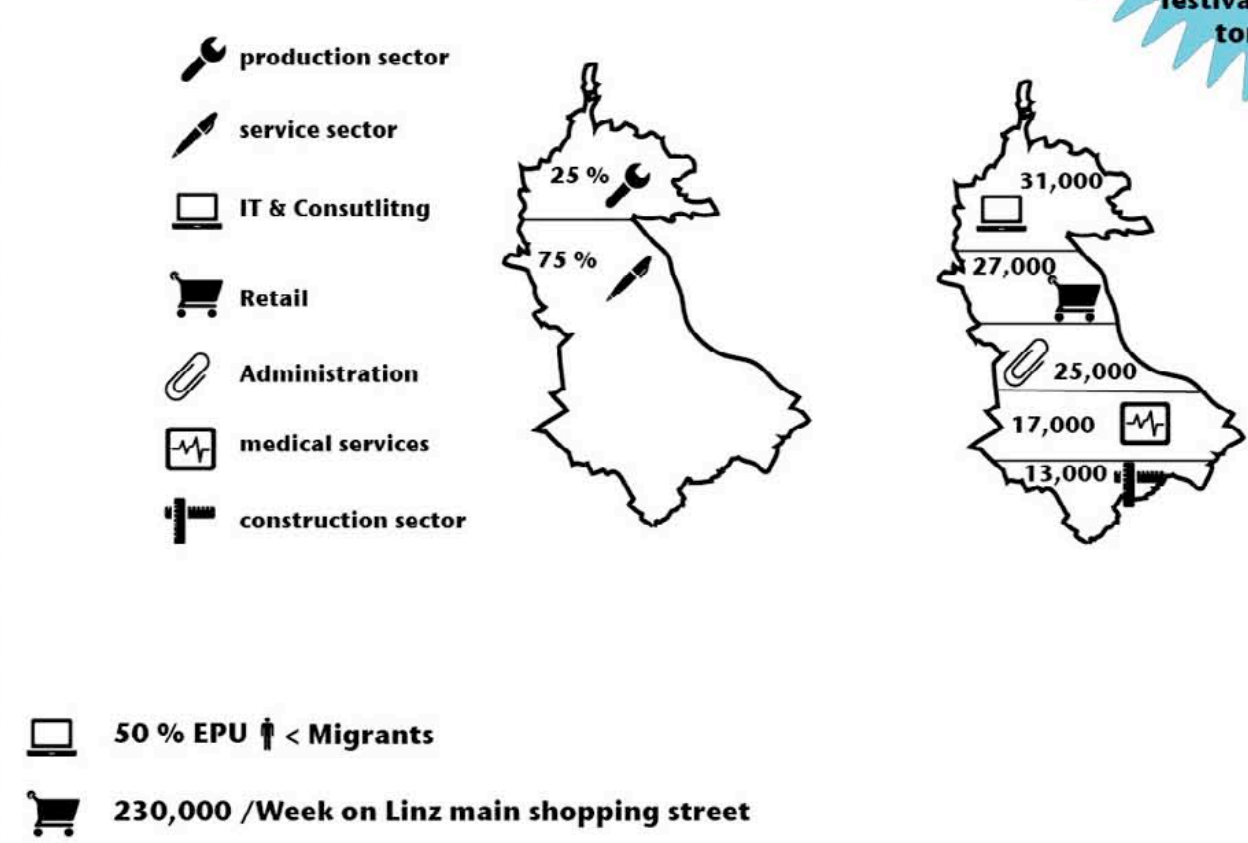 production sector
service sector
IT & Consutlitng
Retail
Administration
medical services
construction sector
25 %
75 %
31,000
27,000
25,000
17,000
13,000
50 % EPU < Migrants
230,000 /Week on Linz main shopping street